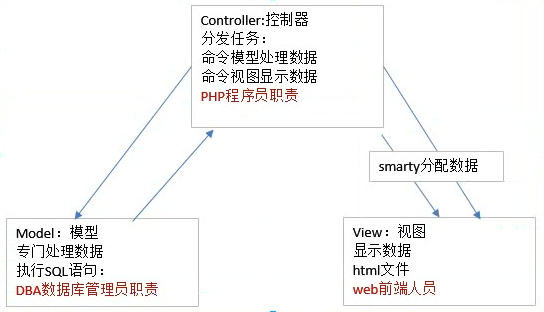 Controller:控制器
分发任务：
命令模型处理数据
命令视图显示数据
PHP程序员职责
smarty分配数据
Model：模型
专门处理数据
执行SQL语句：
DBA数据库管理员职责
View：视图
显示数据
html文件
web前端人员